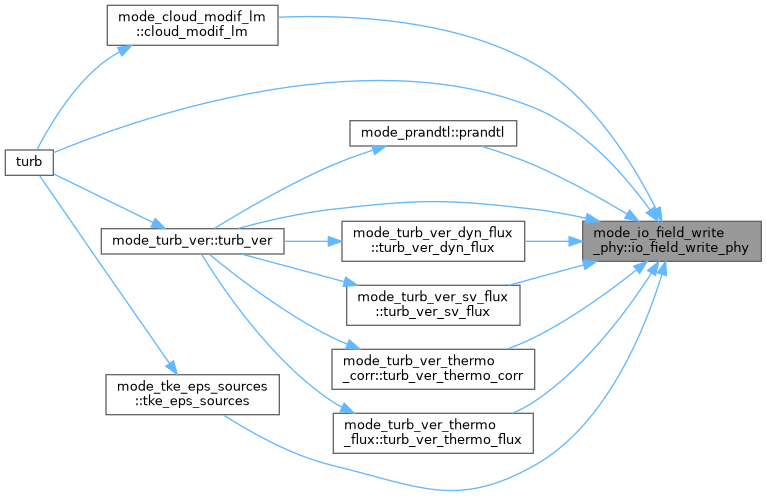 mode_cloud_modif_lm
::cloud_modif_lm
turb
mode_prandtl::prandtl
mode_turb_ver::turb_ver
mode_turb_ver_dyn_flux
::turb_ver_dyn_flux
mode_io_field_write
_phy::io_field_write_phy
mode_turb_ver_sv_flux
::turb_ver_sv_flux
mode_turb_ver_thermo
_corr::turb_ver_thermo_corr
mode_tke_eps_sources
::tke_eps_sources
mode_turb_ver_thermo
_flux::turb_ver_thermo_flux